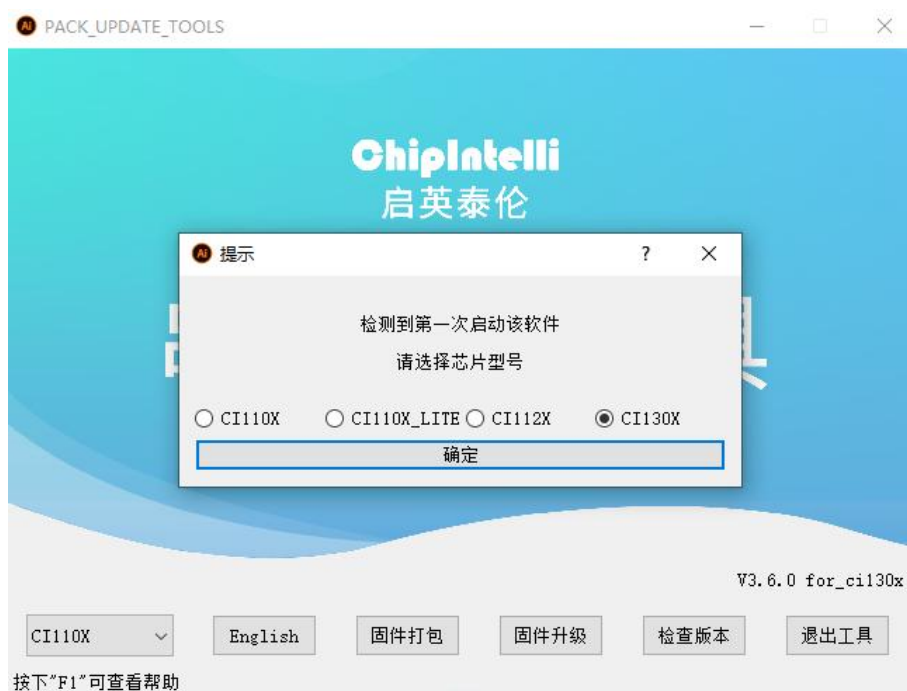 PACK_UPDATE_TOOLS
ChipIntelli
启英泰伦
提示
检测到第一次启动该软件
请选择芯片型号
CI110X CI110X_LITE CI112X CI130X
确定
V3.6.0 for_ci130x
CI110X English 固件打包 固件升级 检查版本 退出工具
按下"F1"可查看帮助